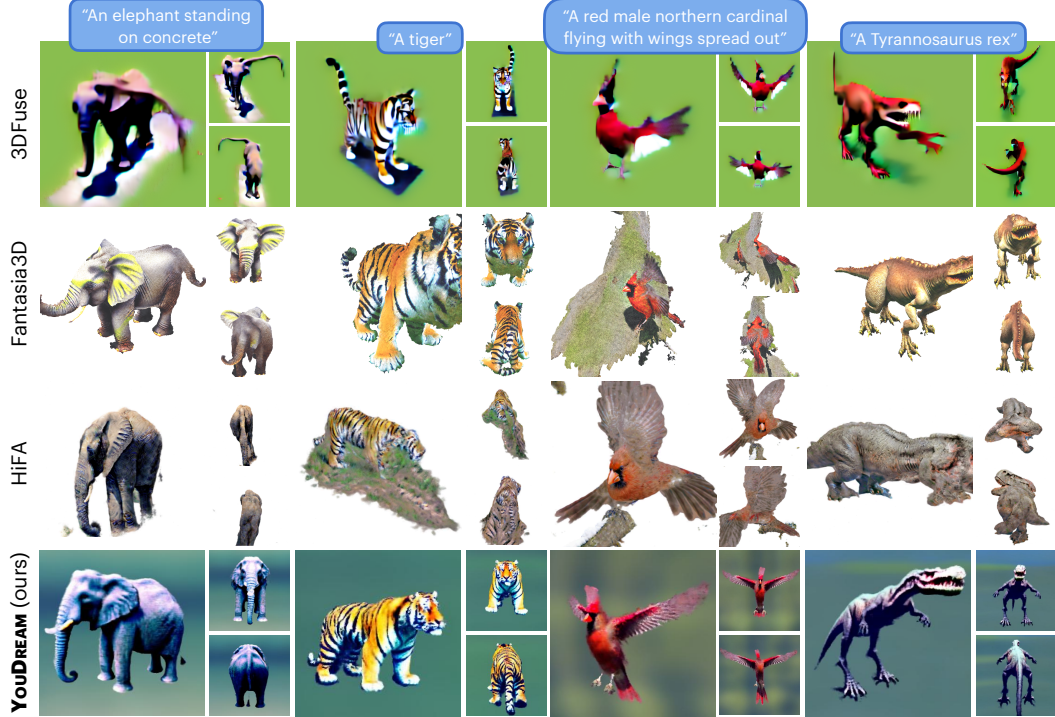 “An elephant standing
on concrete”
“A tiger”
“A red male northern cardinal
flying with wings spread out”
“A Tyrannosaurus rex”
3DFuse
Fantasia3D
HiFA
YouDream (ours)